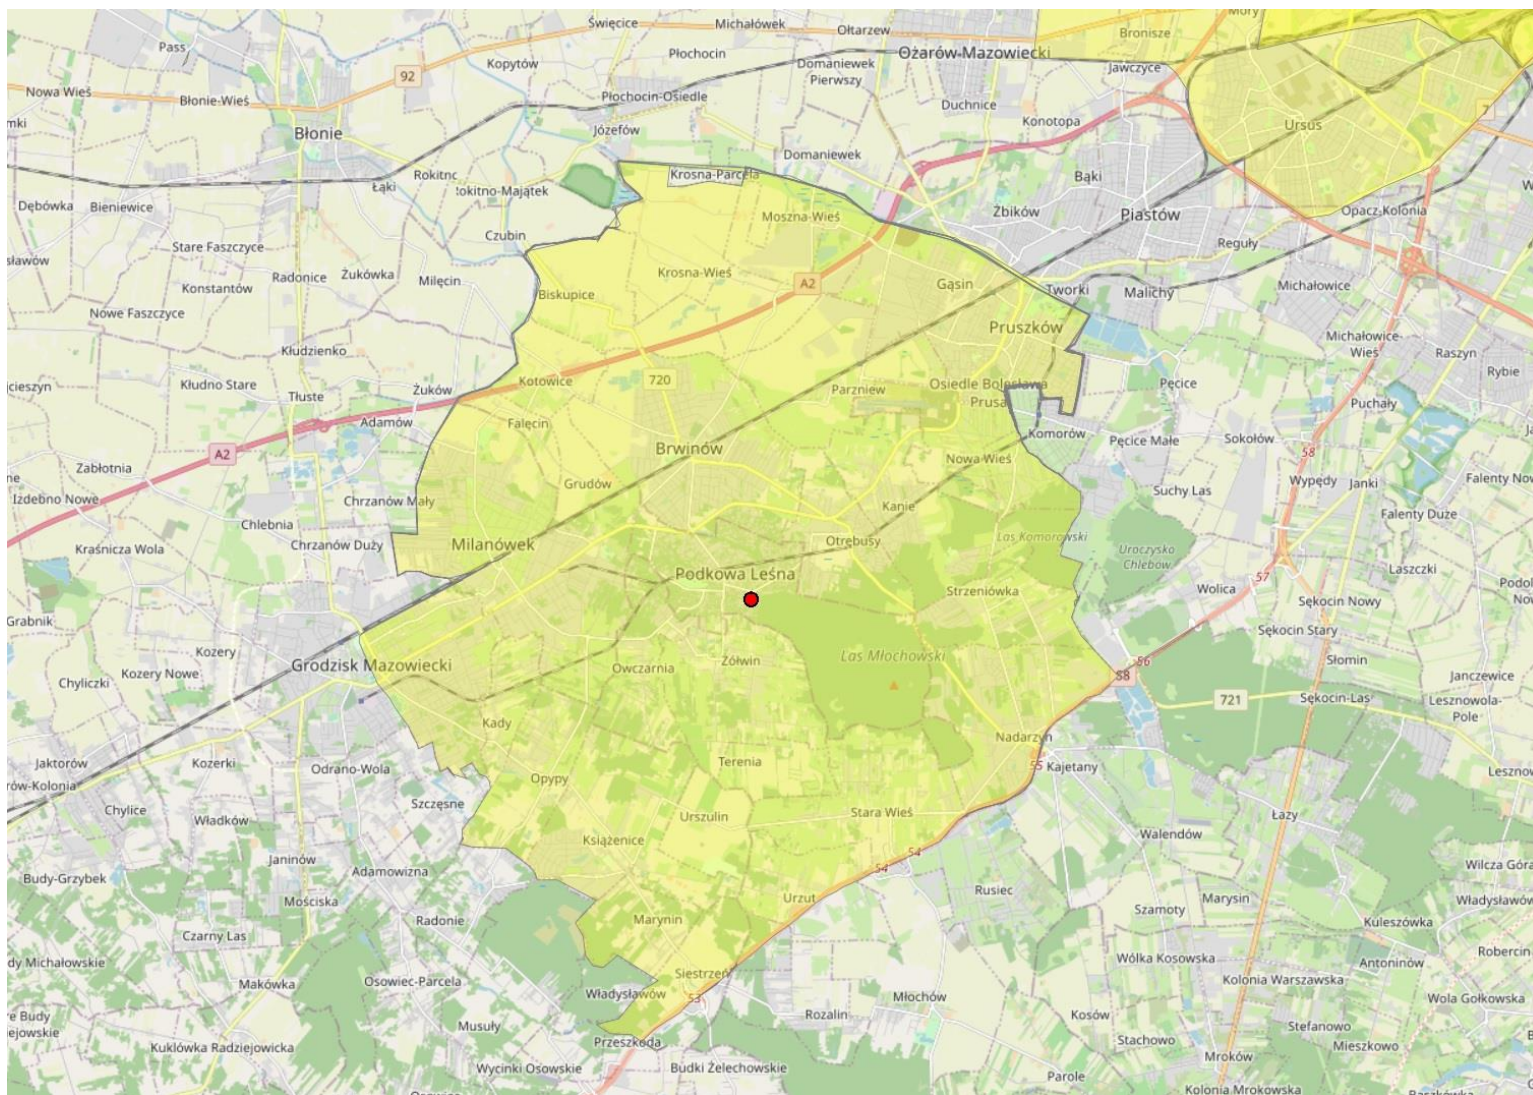 Święcice
Michałówek
Ołtarzew
Mory
Bronisze
Pass
Płochocin
Ożarów-Mazowiecki
Kopytów
Domaniewek
Pierwszy
Jawczyce
92
Nowa Wieś
Błonie-Wieś
Płochocin-Osiedle
Duchnice
7
Konotopa
Ursus
Błonie
Józefów
Domaniewek
Krosna-Parcela
Bąki
Łąki
Rokitno-Majątek
Dębówka
Bieniewice
Moszna-Wieś
Żbików
Piastów
Opacz-Kolonia
Czubin
Stare Faszczyce
Reguły
Radonice
Żukówka
Milęcin
Krosna-Wieś
A2
Gąsin
Tworki
Malichy
Michałowice
Konstantów
Biskupice
Nowe Faszczyce
Pruszków
Michałowice-
Wieś
Kłudzienko
Raszyn
Rybie
Kłudno Stare
Żuków
Kotowice
720
Parzniew
Osiedle Bolesława
Prusa
Pęcice
Tłuste
Puchały
Adamów
Falęcin
Komorów
Pęcice Małe
Sokołów
A2
Brwinów
58
Zabłotnia
Nowa Wieś
Izdebno Nowe
Grudów
Suchy Las
Wypędy
Janki
Chrzanów Mały
Kanie
Falenty Duże
Chlebnia
Las Komorowski
Kraśnicza Wola
Chrzanów Duży
Milanówek
Otrębusy
Uroczysko
Chlebów
Laszczki
Podkowa Leśna
57
Strzeniówka
Wolica
Sękocin Nowy
Grabnik
Sękocin Stary
Kozery
Las Młochowski
56
Słomin
Grodzisk Mazowiecki
Owczarnia
Żółwin
Kozery Nowe
S8
Janczewice
Chyliczki
721
Sękocin-Las
Lesznowola-
Pole
Kady
Nadarzyn
Jaktorów
Kozerki
Odrano-Wola
Terenia
55
Kajetany
Opypy
Chylice
Szczęsne
Władków
Urszulin
Stara Wieś
Łazy
Walendów
Książenice
54
54
Janinów
Adamowizna
Budy-Grzybek
Wilcza Góra
Mościska
Urzut
Rusiec
Marysin
Radonie
Marynin
Szamoty
Kuleszówka
Czarny Las
Wólka Kosowska
Antoninów
Siestrzeń
Makówka
Osowiec-Parcela
Władysławów
53
Młochów
Kolonia Warszawska
Wola Gołkowska
Rozalin
Kosów
Musuły
Stefanowo
Przeszkoda
Stachowo
Mieszkowo
Kuklówka Radziejowicka
Mroków
Wycinki Osowskie
Budki Żelechowskie
Parole
Kolonia Mrokowska